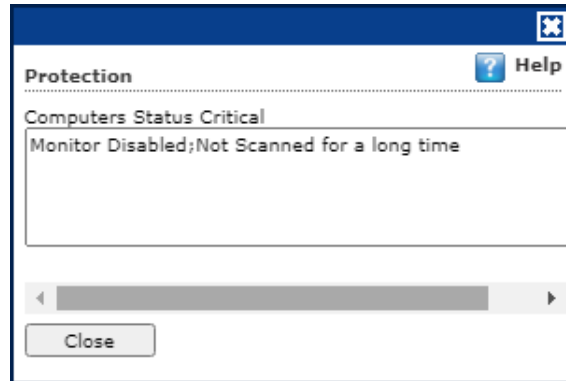 Protection
Help
Computers Status Critical
Monitor Disabled;Not Scanned for a long time
Close